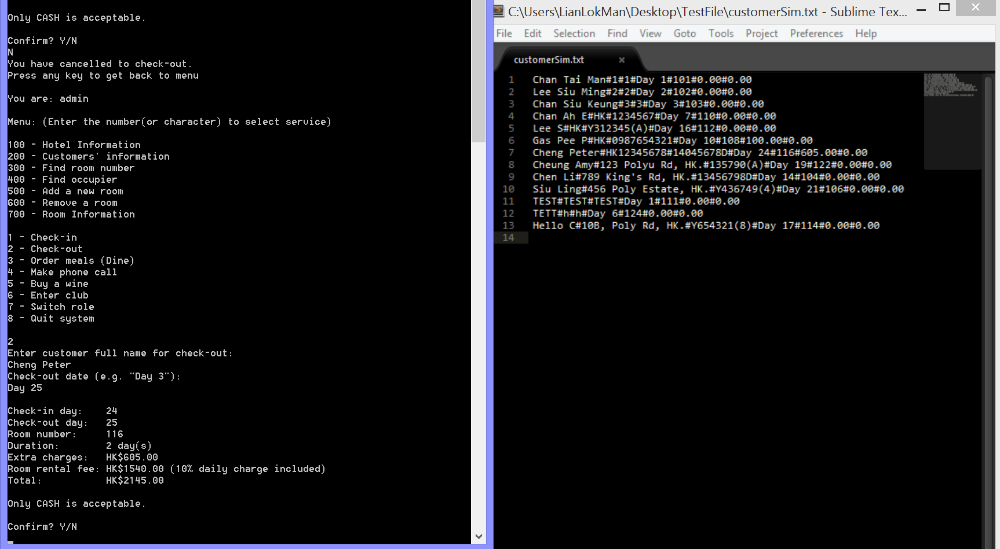 Only CASH is acceptable.
Confirm? Y/N
N
You have cancelled to check-out.
Press any key to get back to menu
You are: admin
Menu: (Enter the number(or character) to select service)
100 - Hotel Information
200 - Customers' information
300 - Find room number
400 - Find occupier
500 - Add a new room
600 - Remove a room
700 - Room Information
1 - Check-in
2 - Check-out
3 - Order meals (Dine)
4 - Make phone call
5 - Buy a wine
6 - Enter club
7 - Switch role
8 - Quit system
2
Enter customer full name for check-out:
Cheng Peter
Check-out date (e.g. "Day 3"):
Day 25
Check-in day: 24
Check-out day: 25
Room number: 116
Duration: 2 day(s)
Extra charges: HK$605.00
Room rental fee: HK$1540.00 (10% daily charge included)
Total: HK$2145.00
Only CASH is acceptable.
Confirm? Y/N
C:\Users\LianLokMan\Desktop\TestFile\customerSim.txt - Sublime Tex...
File Edit Selection Find View Goto Tools Project Preferences Help
customerSim.txt
1 Chan Tai Man#1#1#Day 1#101#0.00#0.00
2 Lee Siu Ming#2#2#Day 2#102#0.00#0.00
3 Chan Siu Keung#3#3#Day 3#103#0.00#0.00
4 Chan Ah E#HK#1234567#Day 7#110#0.00#0.00
5 Lee S#HK#Y312345(A)#Day 16#112#0.00#0.00
6 Gas Pee P#HK#0987654321#Day 10#108#100.00#0.00
7 Cheng Peter#HK12345678#14045678D#Day 24#116#605.00#0.00
8 Cheung Amy#123 Polyu Rd, HK.#135790(A)#Day 19#122#0.00#0.00
9 Chen Li#789 King's Rd, HK.#13456798D#Day 14#104#0.00#0.00
10 Siu Ling#456 Poly Estate, HK.#Y436749(4)#Day 21#106#0.00#0.00
11 TEST#TEST#TEST#Day 1#111#0.00#0.00
12 TETT#h#h#Day 6#124#0.00#0.00
13 Hello C#10B, Poly Rd, HK.#Y654321(8)#Day 17#114#0.00#0.00
14